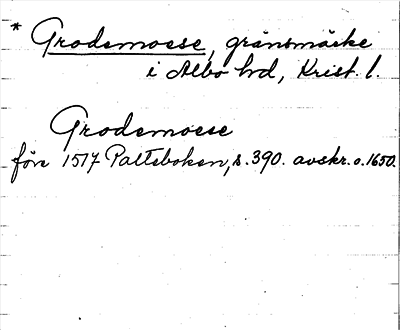 * Grodemosse, gränsmärke
i Albo hd, Krist. l.
Grodemosse
före 1517 Palteboken, s. 390. avskr. o. 1650.